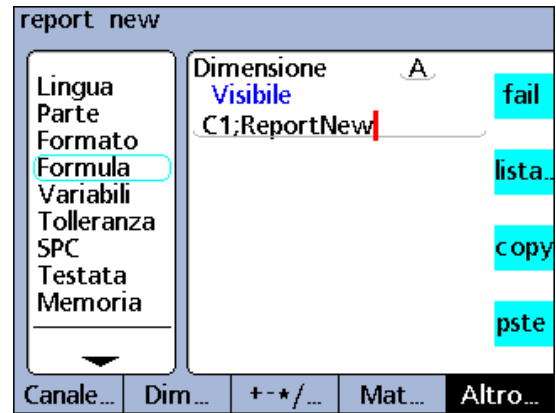 report new
Lingua
Parte
Formato
Formula
Variabili
Tolleranza
SPC
Testata
Memoria
Dimensione A
Visibile
C1;ReportNew
fail
lista..
copy
pste
Canale...
Dim...
+-*/...
Mat...
Altro...